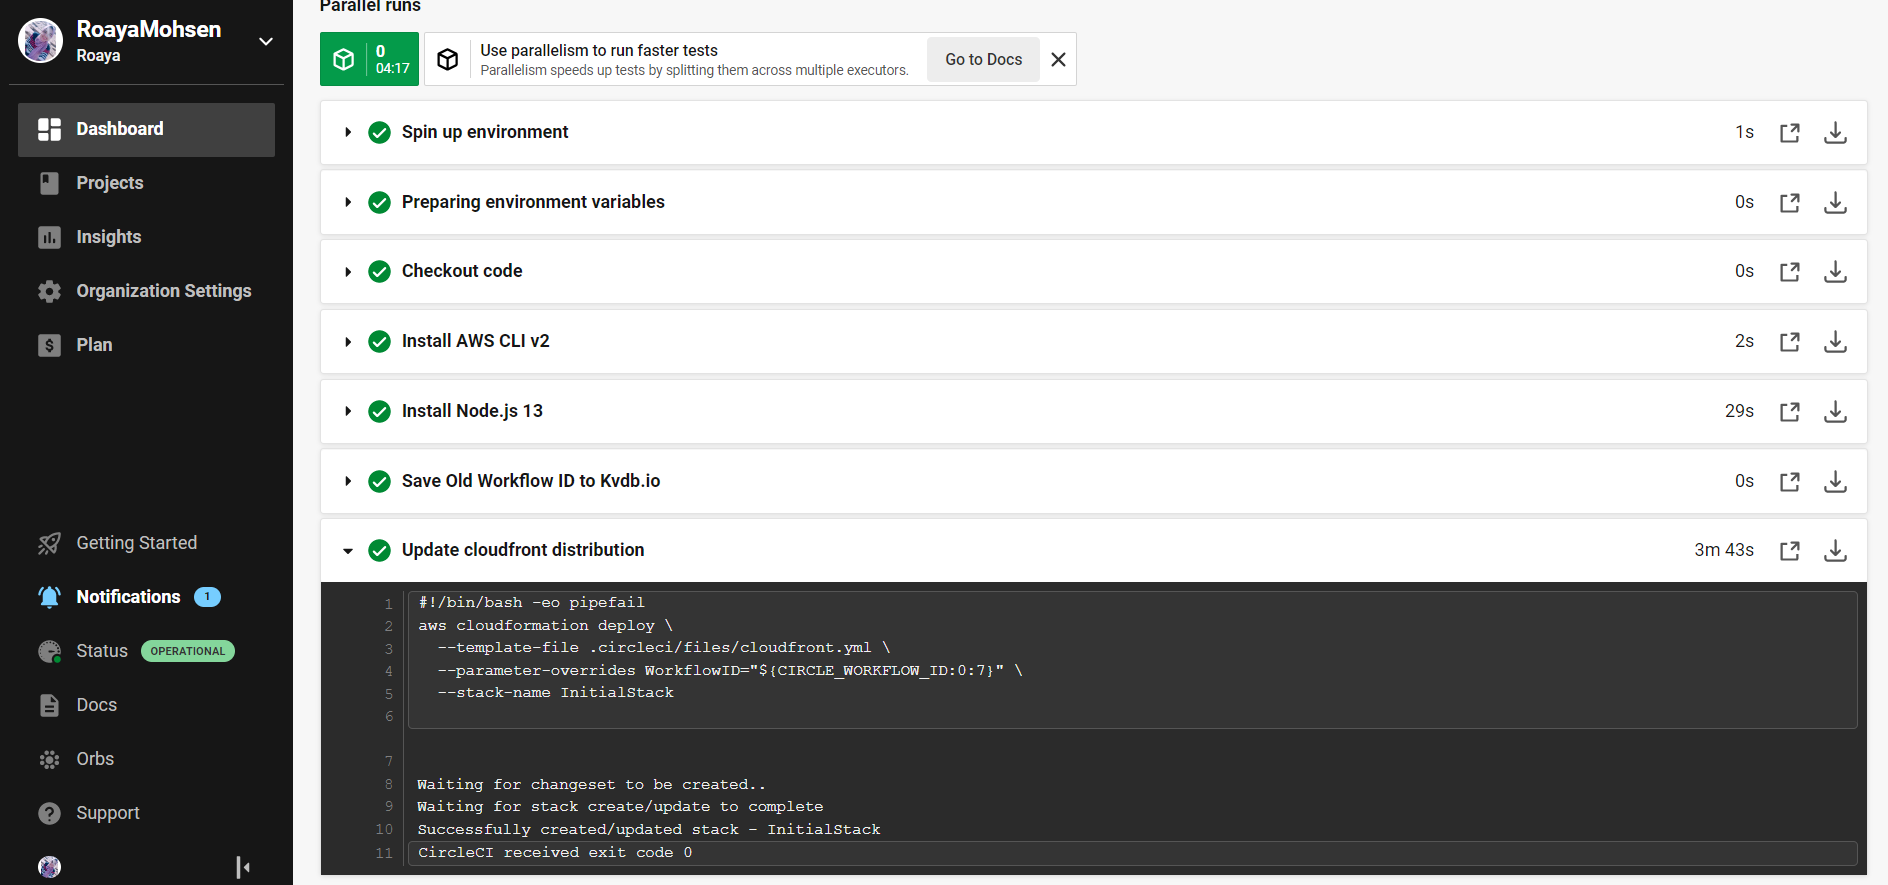 RoayaMohsen
Roaya
Dashboard
Projects
Insights
Organization Settings
Plan
Getting Started
Notifications 1
Status OPERATIONAL
Docs
Orbs
Support
Parallel runs
0
04:17
Use parallelism to run faster tests
Parallelism speeds up tests by splitting them across multiple executors.
Go to Docs
Spin up environment 1s
Preparing environment variables 0s
Checkout code 0s
Install AWS CLI v2 2s
Install Node.js 13 29s
Save Old Workflow ID to Kvdb.io 0s
Update cloudfront distribution 3m 43s
1 #!/bin/bash -eo pipefail
2 aws cloudformation deploy \
3 --template-file .circleci/files/cloudfront.yml \
4 --parameter-overrides WorkflowID="${CIRCLE_WORKFLOW_ID:0:7}" \
5 --stack-name InitialStack
6
7
8 Waiting for changeset to be created..
9 Waiting for stack create/update to complete
10 Successfully created/updated stack - InitialStack
11 CircleCI received exit code 0